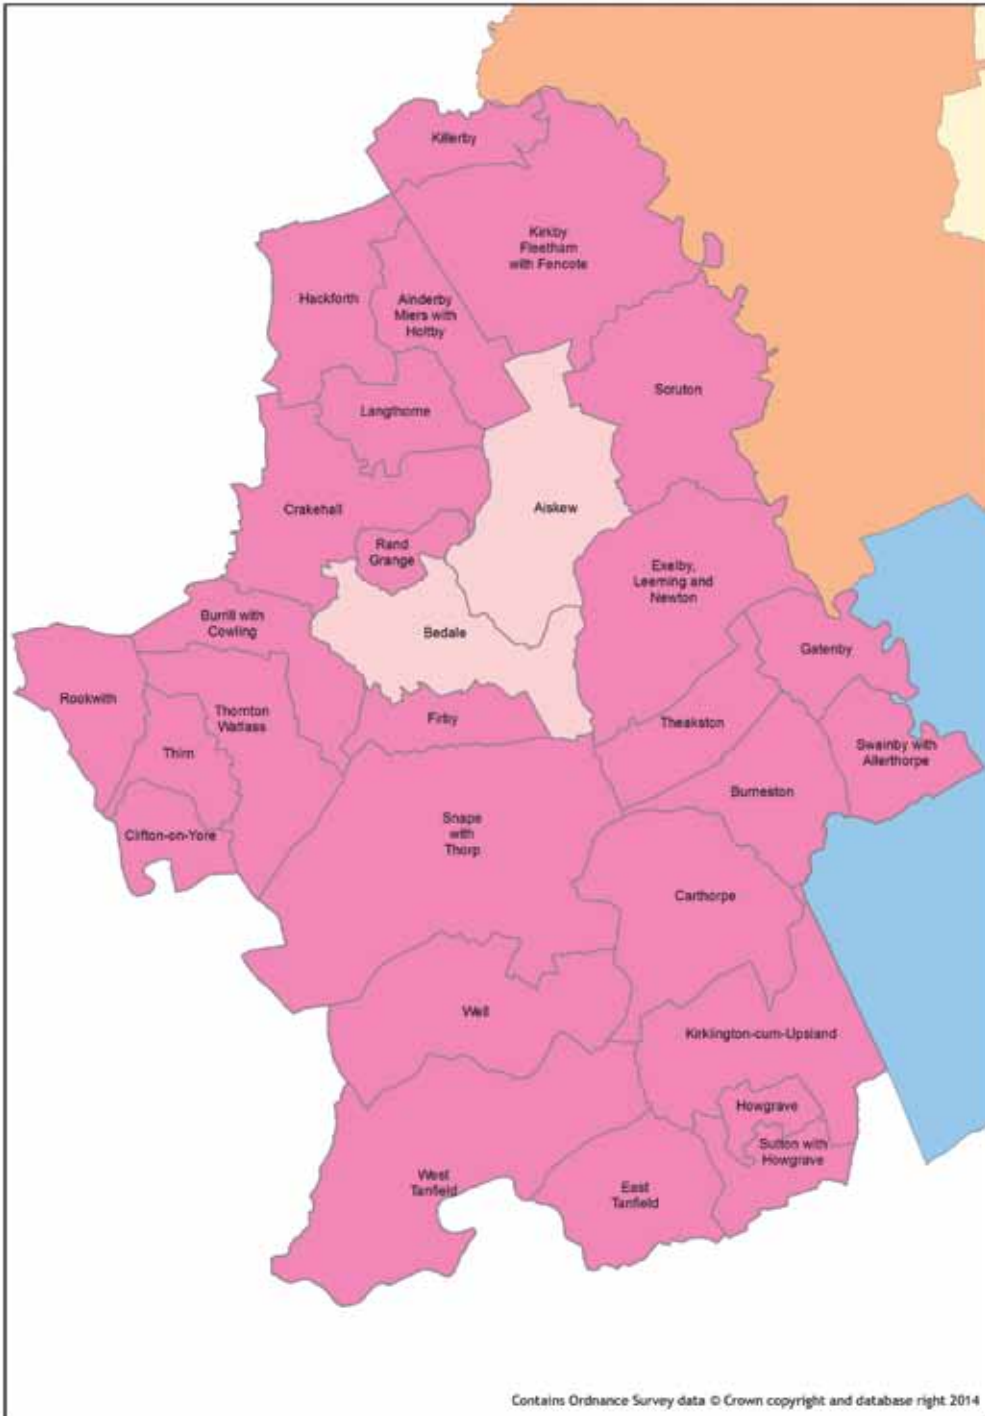 Killerby
Kirkby
Fleetham
with Fencote
Hackforth
Ainderby
Miers with
Holtby
Scruton
Langthorne
Crakehall
Aiskew
Rand
Grange
Exelby,
Leeming and
Newton
Burrill with
Cowling
Bedale
Gatenby
Rookwith
Thornton
Watlass
Firby
Theakston
Thirn
Swainby with
Allerthorpe
Burneston
Snape
with
Thorp
Clifton-on-Yore
Carthorpe
Well
Kirklington-cum-Upsland
Howgrave
Sutton with
Howgrave
West
Tanfield
East
Tanfield
Contains Ordnance Survey data © Crown copyright and database right 2014